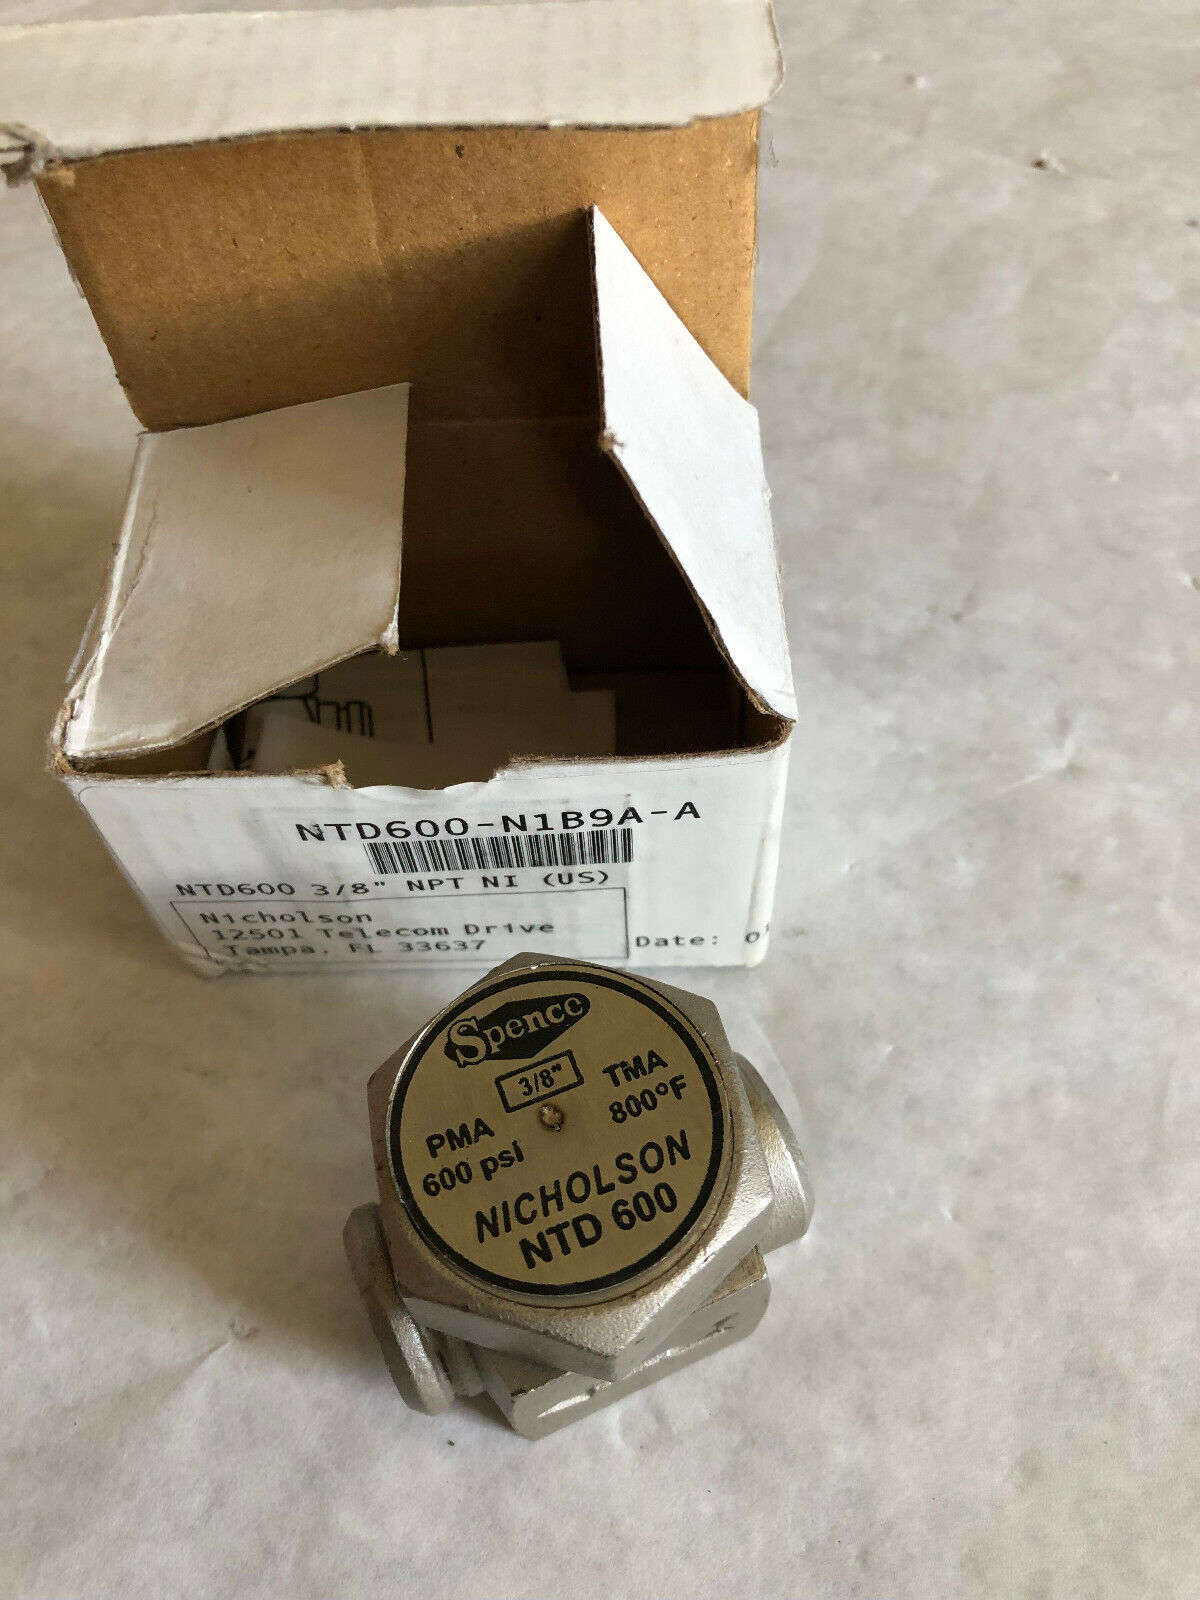 NTD600-N1B9A-A
NTD600 3/8" NPT NI (US)
Nicholson
12501 Telecom Drive
Tampa, FL 33637
Date:
Spence
3/8"
TMA
800°F
PMA
600 psi
NICHOLSON
NTD 600